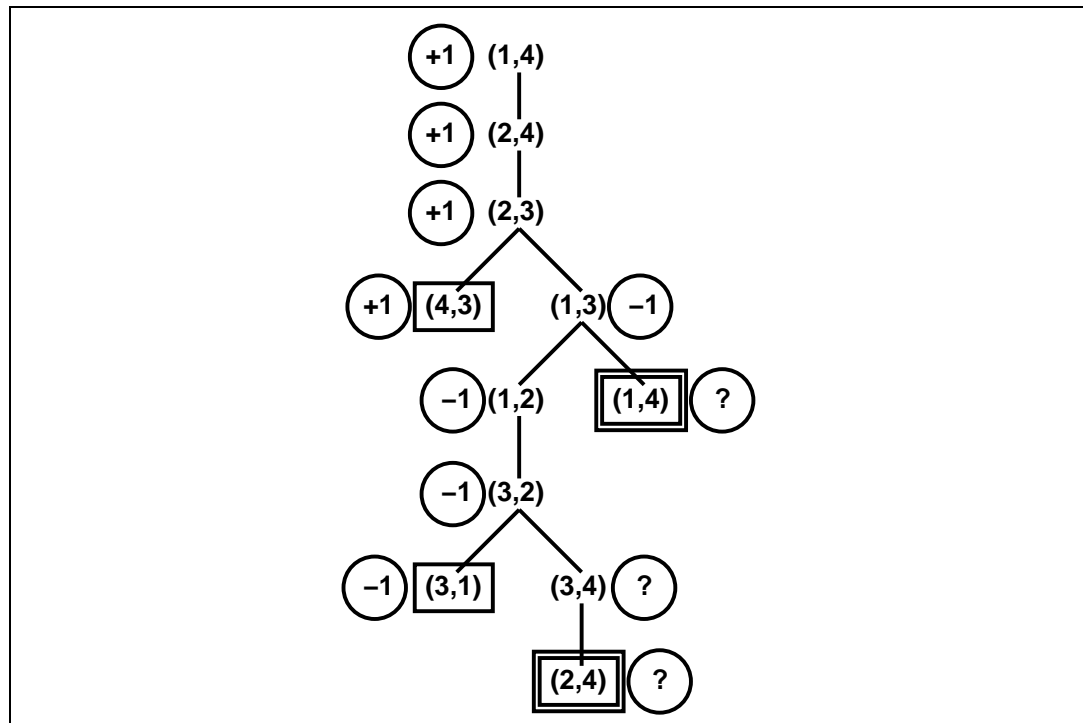 +1 (1,4)
+1 (2,4)
+1 (2,3)
+1 (4,3) (1,3) –1
–1 (1,2) (1,4) ?
–1 (3,2)
–1 (3,1) (3,4) ?
(2,4) ?